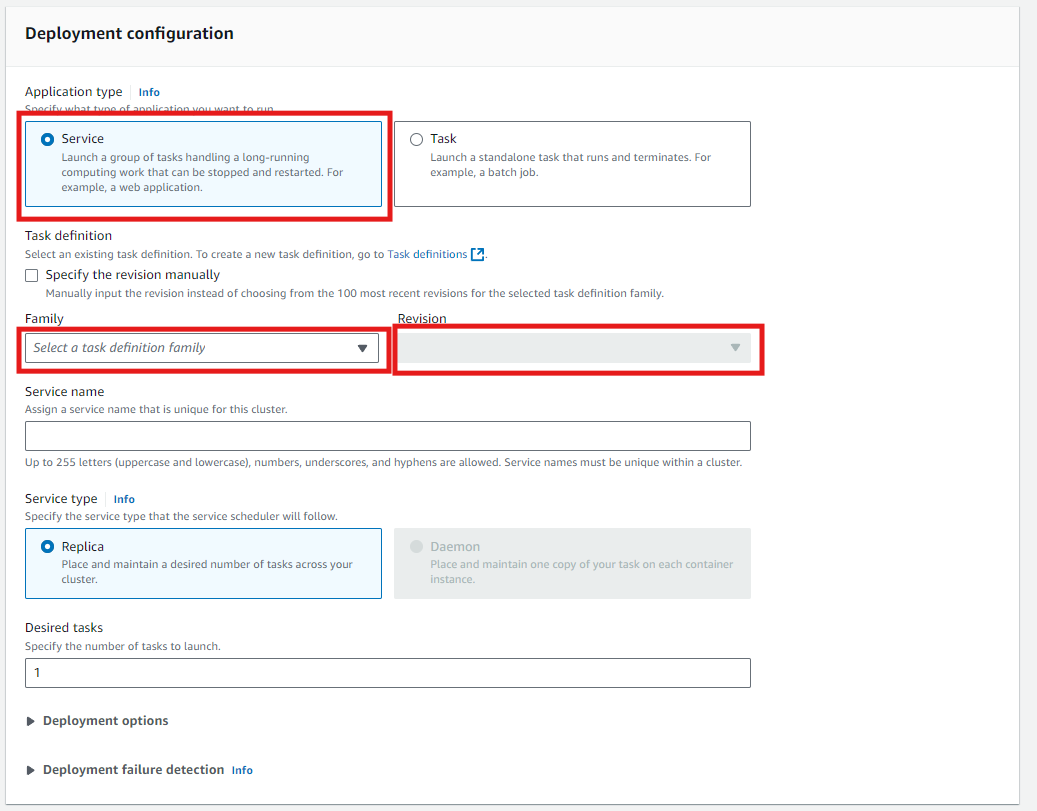 Deployment configuration
Application type Info
Specify what type of application you want to run.
Service
Launch a group of tasks handling a long-running
computing work that can be stopped and restarted. For
example, a web application.
Task
Launch a standalone task that runs and terminates. For
example, a batch job.
Task definition
Select an existing task definition. To create a new task definition, go to Task definitions.
Specify the revision manually
Manually input the revision instead of choosing from the 100 most recent revisions for the selected task definition family.
Family
Select a task definition family
Revision
Service name
Assign a service name that is unique for this cluster.
Up to 255 letters (uppercase and lowercase), numbers, underscores, and hyphens are allowed. Service names must be unique within a cluster.
Service type Info
Specify the service type that the service scheduler will follow.
Replica
Place and maintain a desired number of tasks across your
cluster.
Daemon
Place and maintain one copy of your task on each container
instance.
Desired tasks
Specify the number of tasks to launch.
1
Deployment options
Deployment failure detection Info